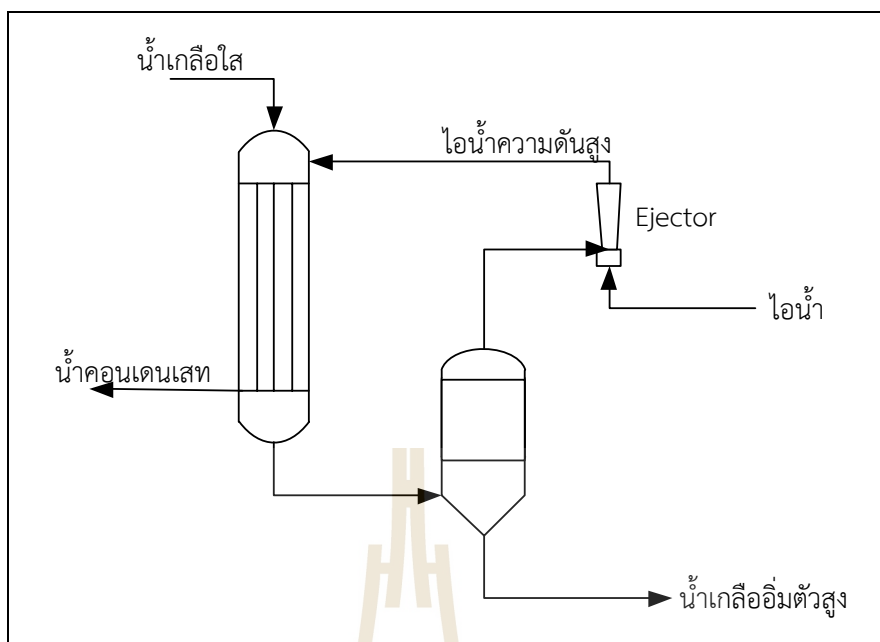 น้ำเกลือใส
ไอน้ำความดันสูง
Ejector
ไอน้ำ
น้ำคอนเดนเสท
น้ำเกลืออิ่มตัวสูง